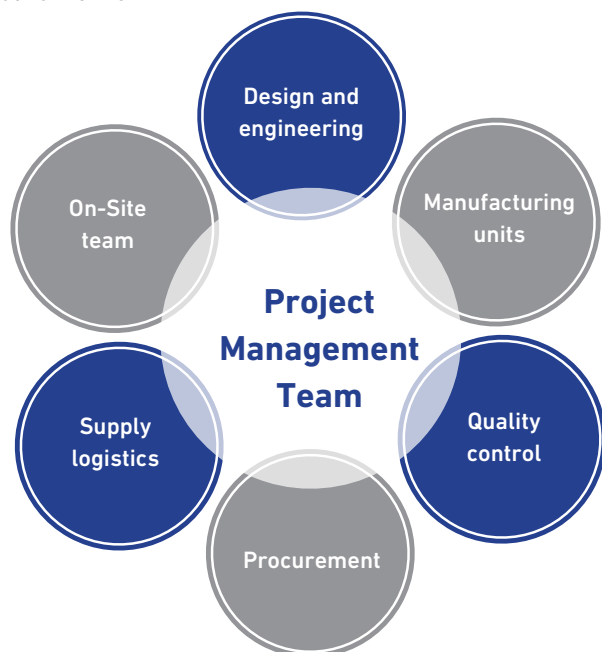 Design and
engineering
On-Site
team
Manufacturing
units
Project
Management
Team
Supply
logistics
Quality
control
Procurement